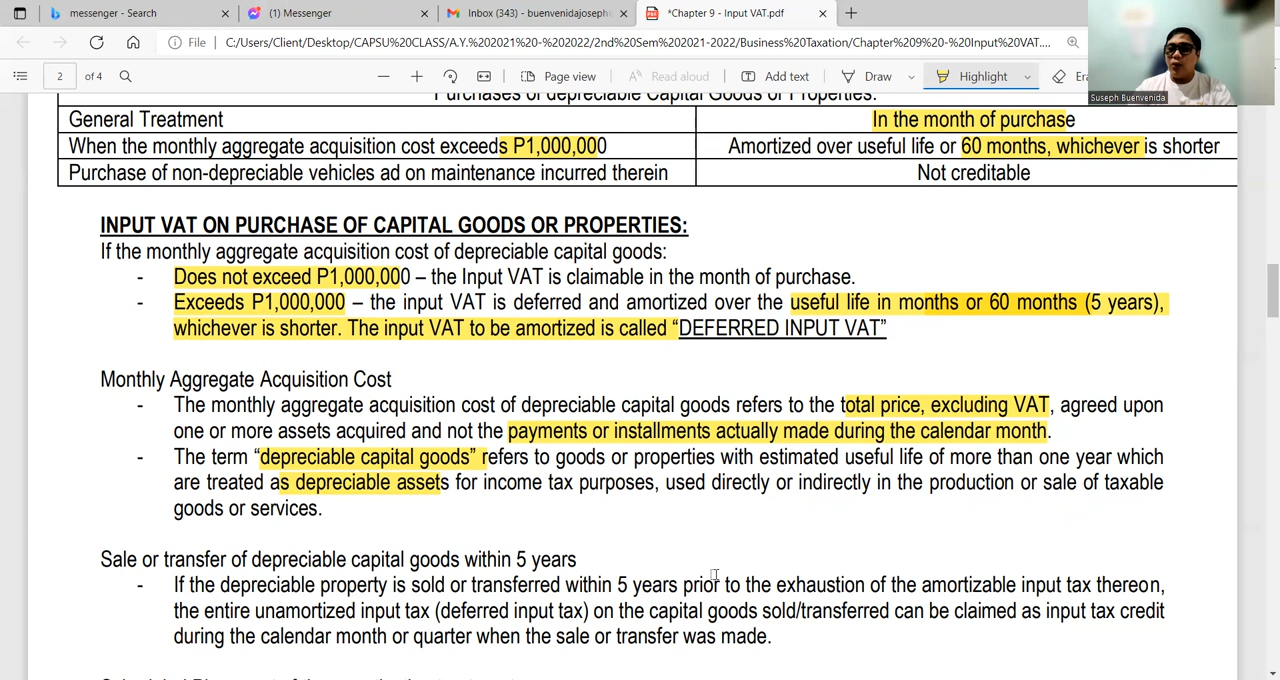 messenger - Search
(1) Messenger
Inbox (343) - buenvenidajosephi
*Chapter 9 - Input VAT.pdf
File
C:/Users/Client/Desktop/CAPSU%20CLASS/A.Y.%202021%20-%202022/2nd%20Sem%202021-2022/Business%20Taxation/Chapter%209%20-%20Input%20VAT....
2 of 4
Page view
Read aloud
Add text
Draw
Highlight
Era
Suseph Buenvenida
Purchases of depreciable Capital Goods or Properties:
General Treatment In the month of purchase
When the monthly aggregate acquisition cost exceeds P1,000,000 Amortized over useful life or 60 months, whichever is shorter
Purchase of non-depreciable vehicles ad on maintenance incurred therein Not creditable
INPUT VAT ON PURCHASE OF CAPITAL GOODS OR PROPERTIES:
If the monthly aggregate acquisition cost of depreciable capital goods:
- Does not exceed P1,000,000 – the Input VAT is claimable in the month of purchase.
- Exceeds P1,000,000 – the input VAT is deferred and amortized over the useful life in months or 60 months (5 years),
whichever is shorter. The input VAT to be amortized is called “DEFERRED INPUT VAT”
Monthly Aggregate Acquisition Cost
- The monthly aggregate acquisition cost of depreciable capital goods refers to the total price, excluding VAT, agreed upon
one or more assets acquired and not the payments or installments actually made during the calendar month.
- The term “depreciable capital goods” refers to goods or properties with estimated useful life of more than one year which
are treated as depreciable assets for income tax purposes, used directly or indirectly in the production or sale of taxable
goods or services.
Sale or transfer of depreciable capital goods within 5 years
- If the depreciable property is sold or transferred within 5 years prior to the exhaustion of the amortizable input tax thereon,
the entire unamortized input tax (deferred input tax) on the capital goods sold/transferred can be claimed as input tax credit
during the calendar month or quarter when the sale or transfer was made.